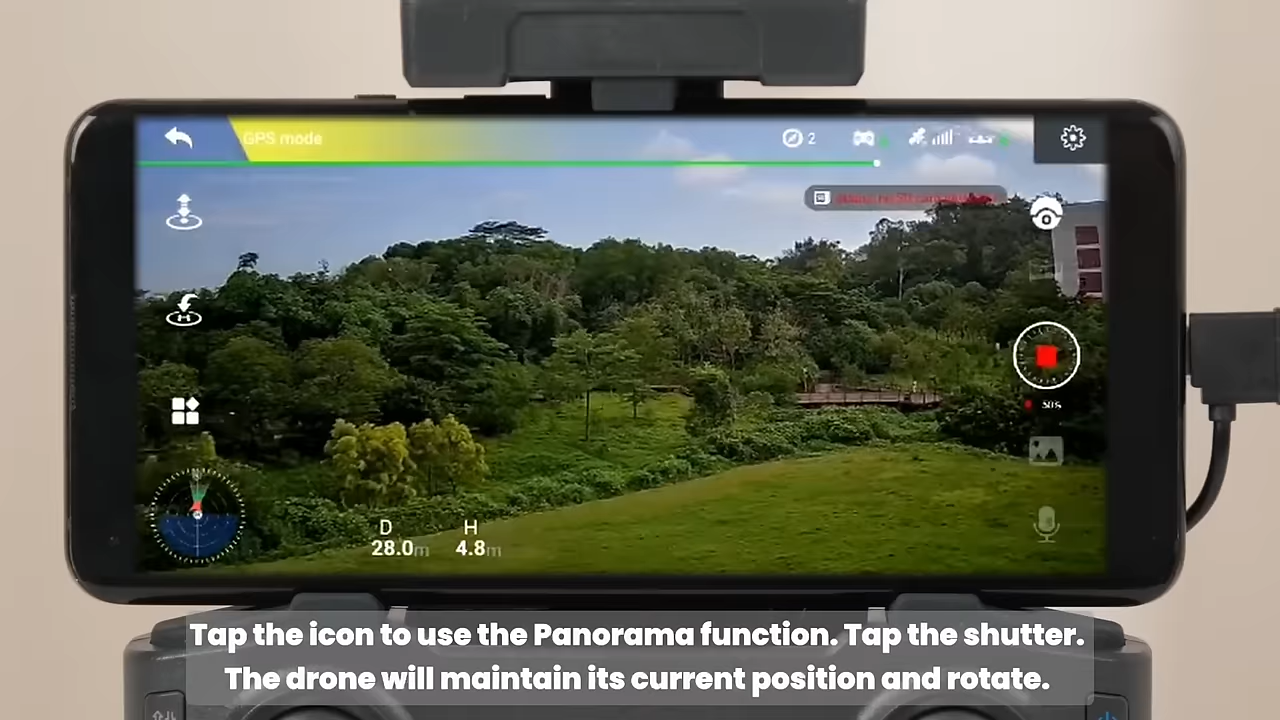 GPS mode
2
50%
D H
28.0m 4.8m
Tap the icon to use the Panorama function. Tap the shutter.
The drone will maintain its current position and rotate.